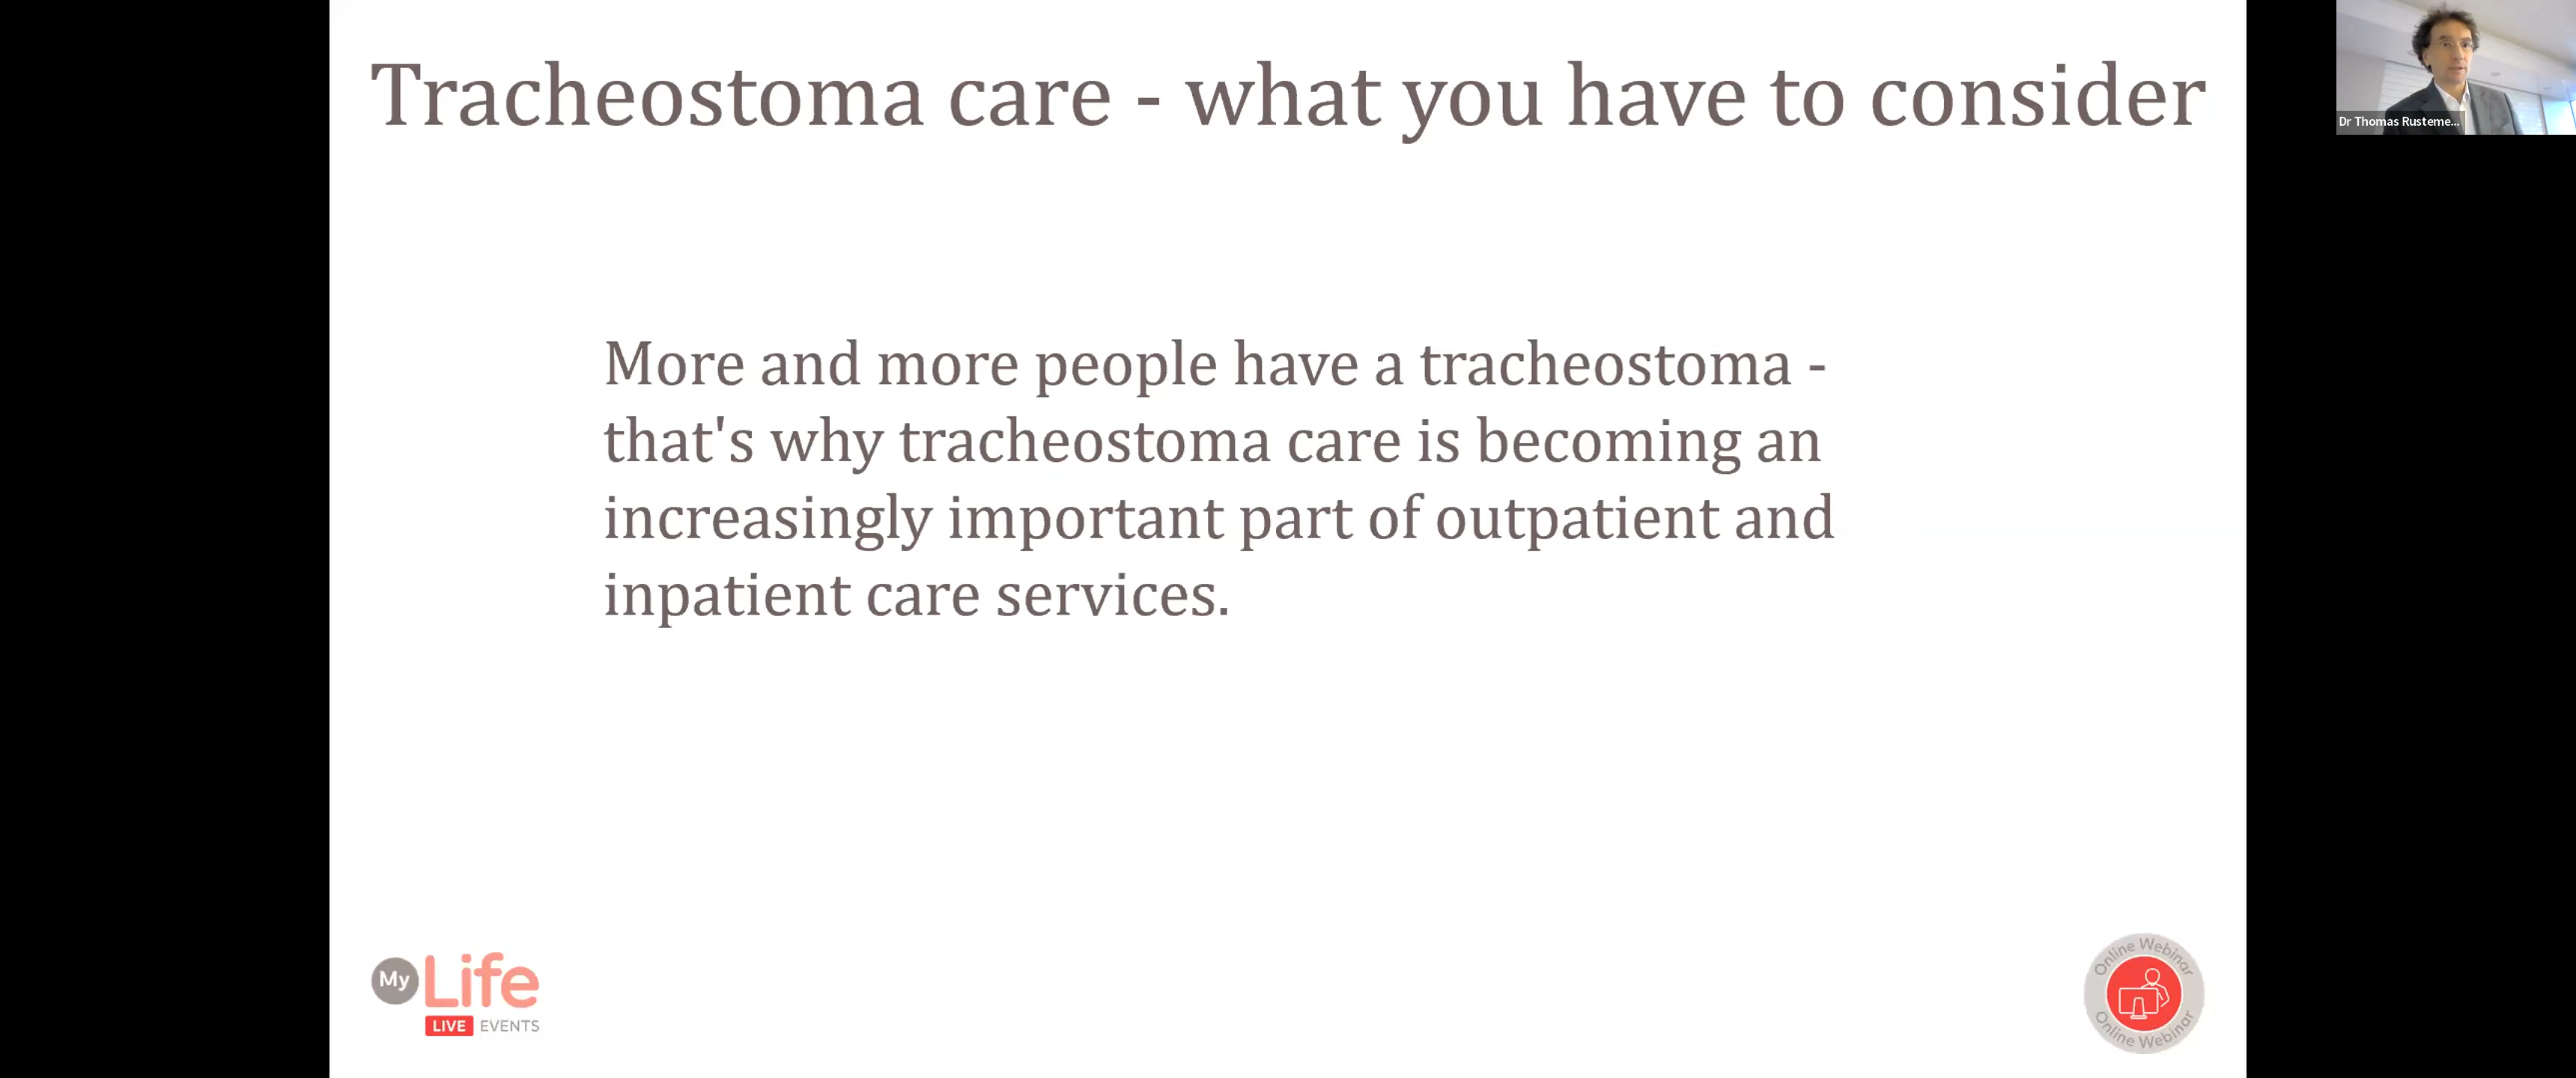 Tracheostoma care - what you have to consider
Dr Thomas Rusteme...
More and more people have a tracheostoma -
that's why tracheostoma care is becoming an
increasingly important part of outpatient and
inpatient care services.
My Life
LIVE EVENTS
Online Webinar
Online Webinar